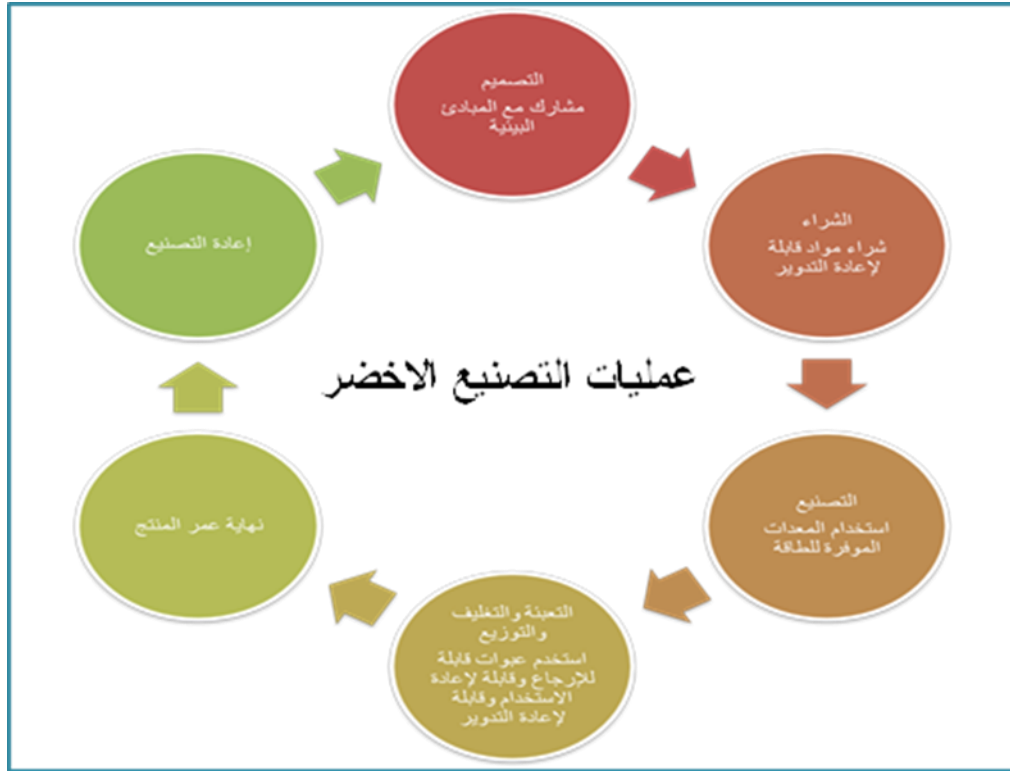 التصميم
مشارك مع المبادئ
البيئية
الشراء
شراء مواد قابلة
لإعادة التدوير
التصنيع
استخدام المعدات
الموفرة للطاقة
التعبئة والتغليف
والتوزيع
استخدم عبوات قابلة
للإرجاع وقابلة لإعادة
الاستخدام وقابلة
لإعادة التدوير
نهاية عمر المنتج
إعادة التصنيع
عمليات التصنيع الاخضر